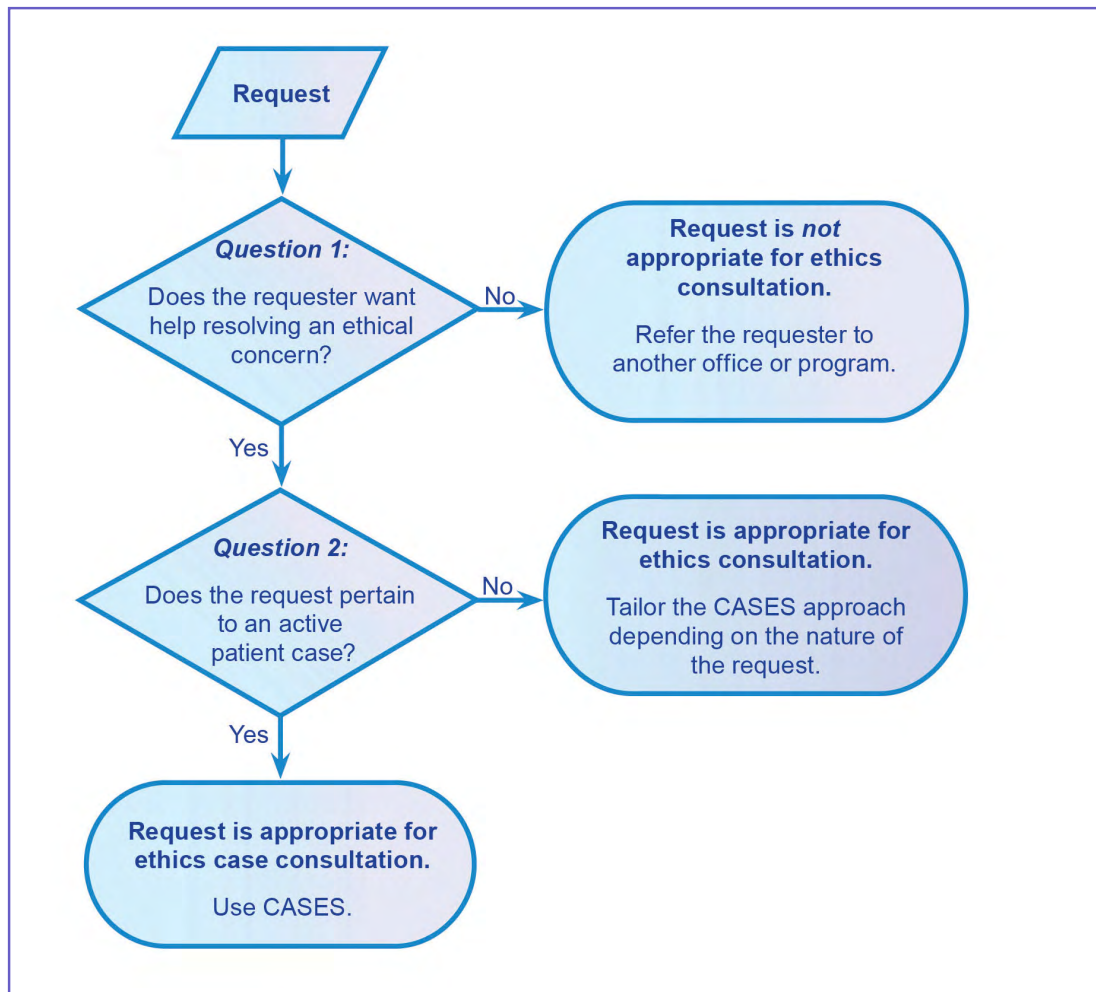 Request
Question 1:
Does the requester want
help resolving an ethical
concern?
No
Request is not
appropriate for ethics
consultation.
Refer the requester to
another office or program.
Yes
Question 2:
Does the request pertain
to an active
patient case?
No
Request is appropriate for
ethics consultation.
Tailor the CASES approach
depending on the nature of
the request.
Yes
Request is appropriate for
ethics case consultation.
Use CASES.